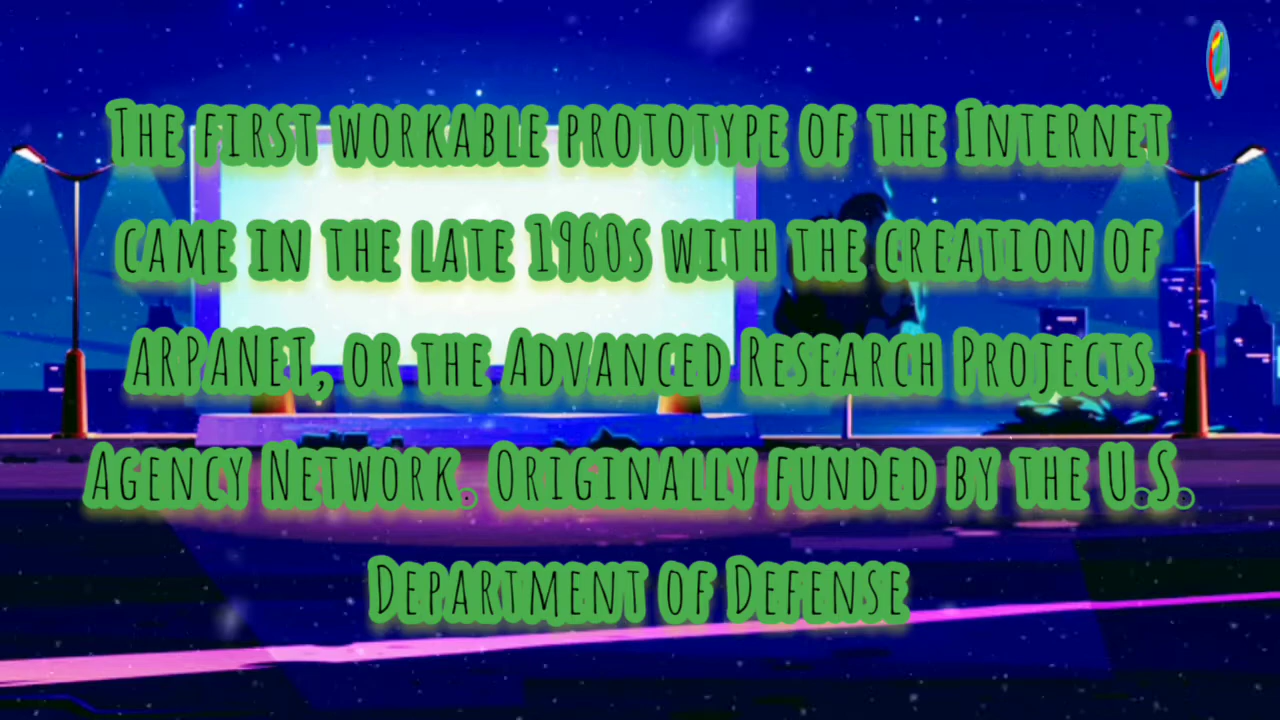 The first workable prototype of the Internet
came in the late 1960s with the creation of
ARPANET, or the Advanced Research Projects
Agency Network. Originally funded by the U.S.
Department of Defense